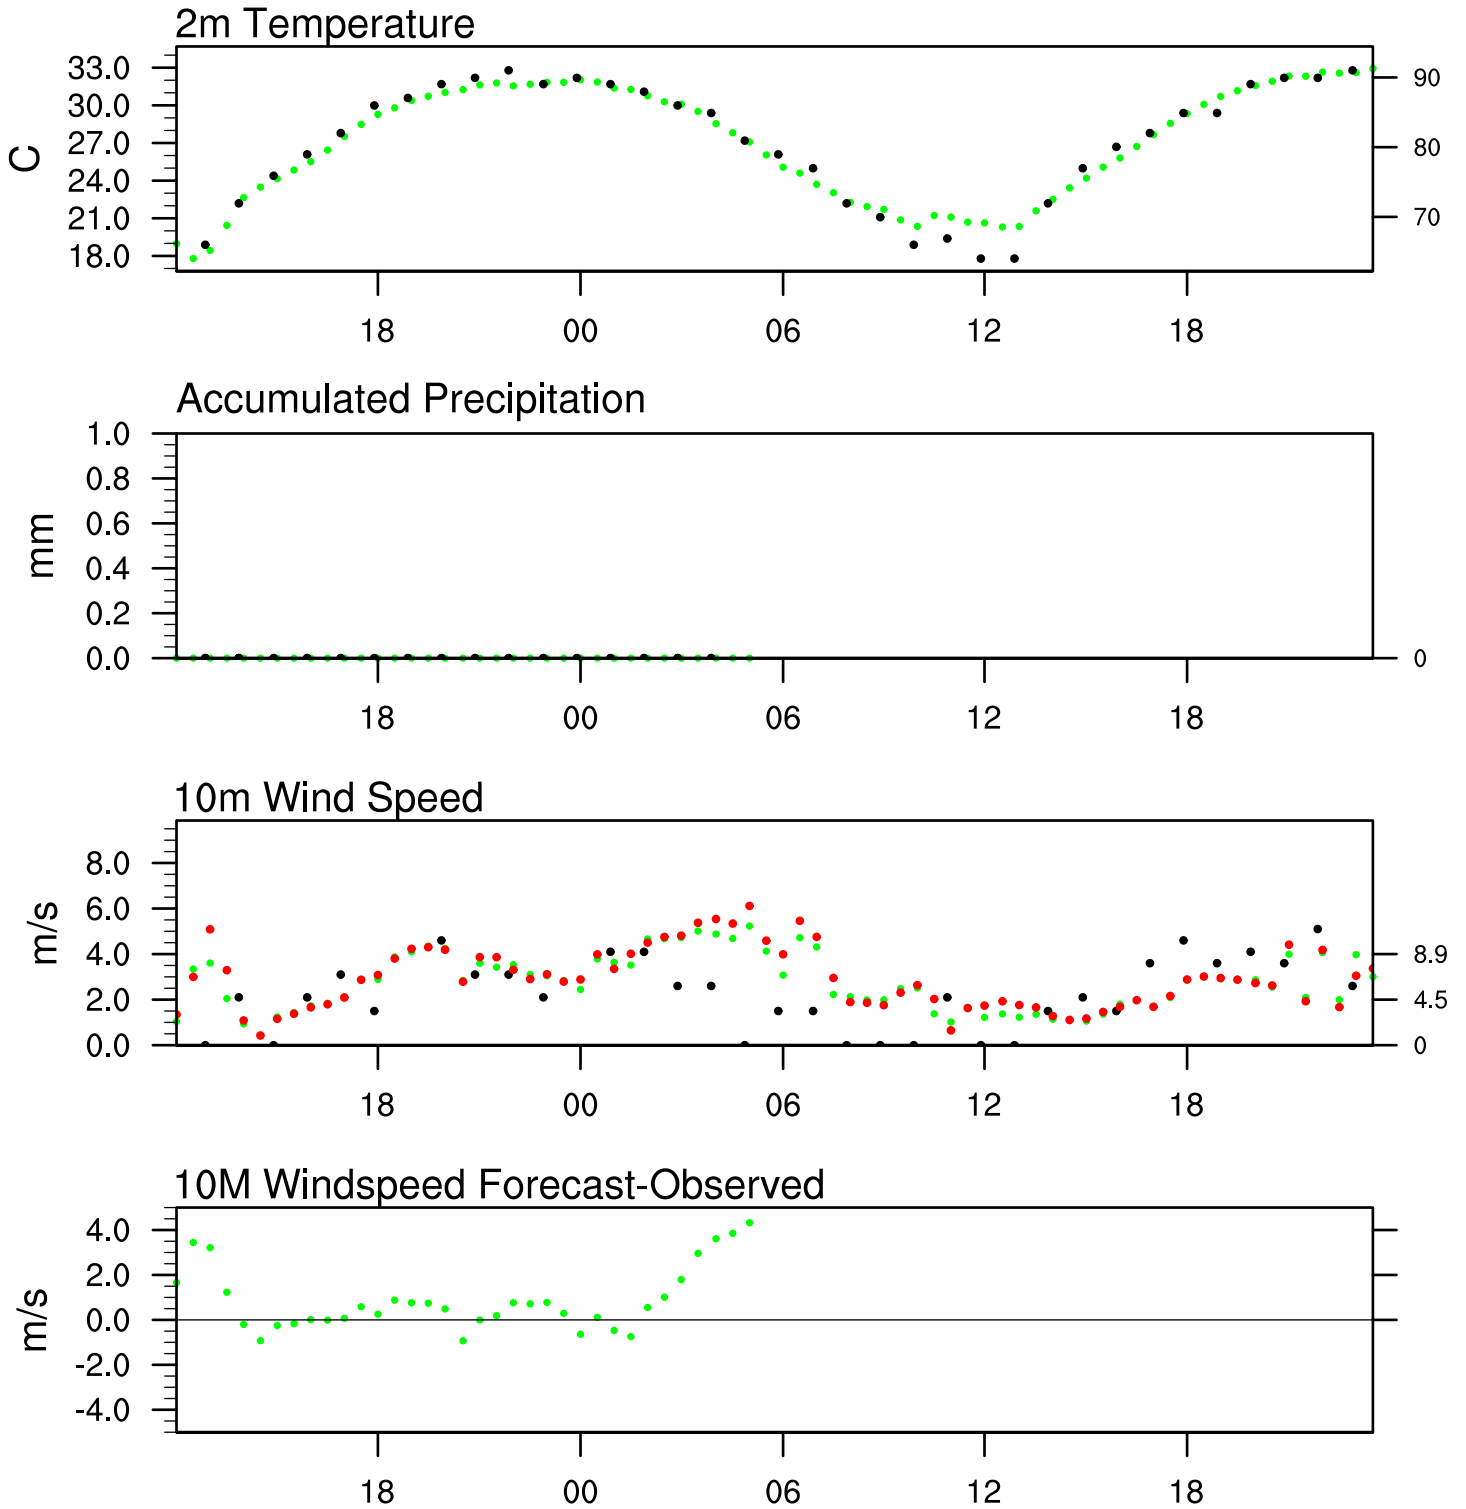 2m Temperature
33.0
30.0
27.0
24.0
21.0
18.0
C
90
80
70
18 00 06 12 18
Accumulated Precipitation
1.0
0.8
0.6
0.4
0.2
0.0
mm
0
18 00 06 12 18
10m Wind Speed
8.0
6.0
4.0
2.0
0.0
m/s
8.9
4.5
0
18 00 06 12 18
10M Windspeed Forecast-Observed
4.0
2.0
0.0
-2.0
-4.0
m/s
18 00 06 12 18